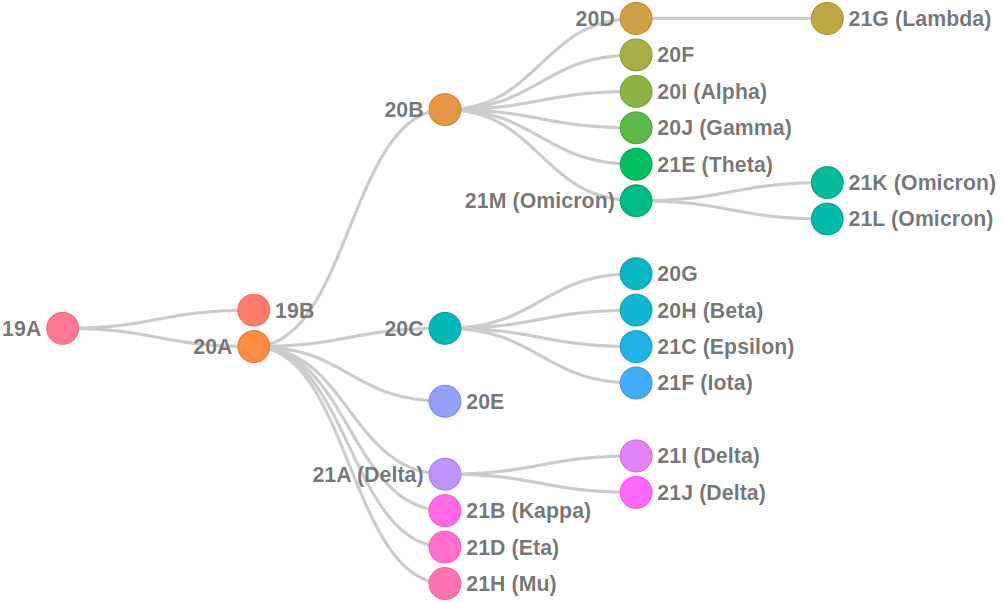 20D
21G (Lambda)
20F
20I (Alpha)
20B
20J (Gamma)
21E (Theta)
21K (Omicron)
21M (Omicron)
21L (Omicron)
20G
19B
20H (Beta)
19A
20C
20A
21C (Epsilon)
21F (Iota)
20E
21I (Delta)
21A (Delta)
21J (Delta)
21B (Kappa)
21D (Eta)
21H (Mu)